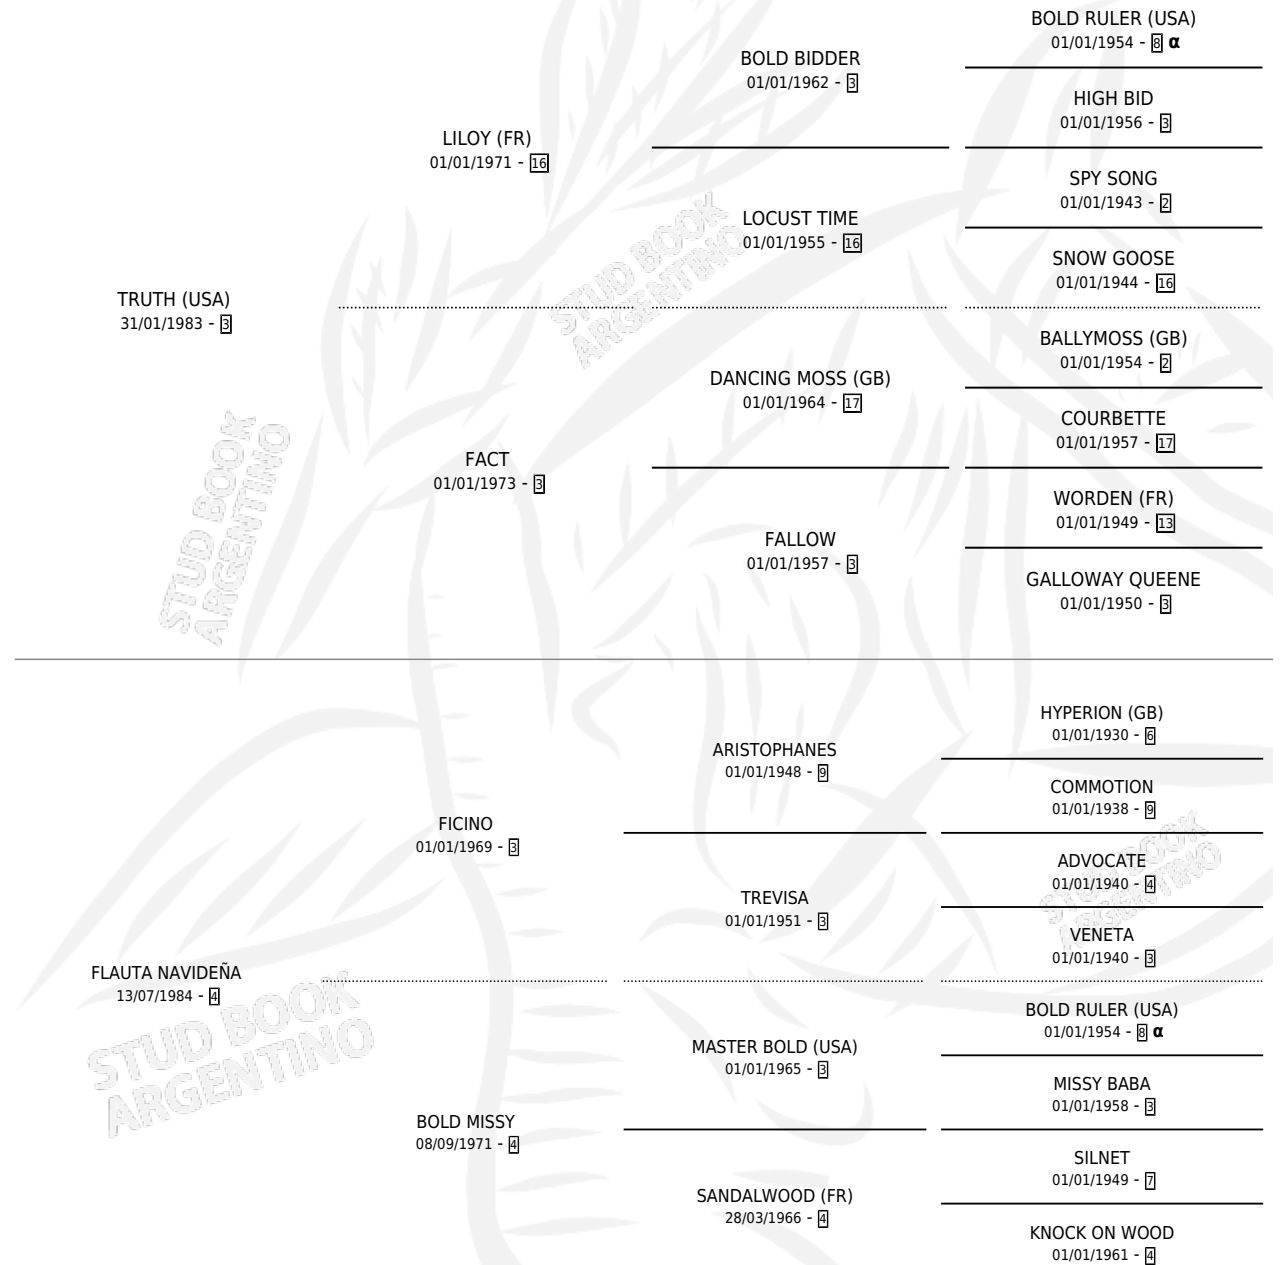 BOLD RULER (USA)
01/01/1954 - 8 α
BOLD BIDDER
01/01/1962 - 3
HIGH BID
01/01/1956 - 3
LILOY (FR)
01/01/1971 - 16
SPY SONG
01/01/1943 - 2
LOCUST TIME
01/01/1955 - 16
SNOW GOOSE
01/01/1944 - 16
STUD BOOK
ARGENTINO
TRUTH (USA)
31/01/1983 - 3
BALLYMOSS (GB)
01/01/1954 - 2
DANCING MOSS (GB)
01/01/1964 - 17
COURBETTE
01/01/1957 - 17
FACT
01/01/1973 - 3
WORDEN (FR)
01/01/1949 - 13
FALLOW
01/01/1957 - 3
GALLOWAY QUEENE
01/01/1950 - 3
STUD BOOK
ARGENTINO
HYPERION (GB)
01/01/1930 - 6
ARISTOPHANES
01/01/1948 - 9
COMMOTION
01/01/1938 - 9
FICINO
01/01/1969 - 3
ADVOCATE
01/01/1940 - 4
TREVISA
01/01/1951 - 3
VENETA
01/01/1940 - 3
STUD BOOK
ARGENTINO
FLAUTA NAVIDEÑA
13/07/1984 - 4
BOLD RULER (USA)
01/01/1954 - 8 α
MASTER BOLD (USA)
01/01/1965 - 3
MISSY BABA
01/01/1958 - 3
BOLD MISSY
08/09/1971 - 4
SILNET
01/01/1949 - 7
SANDALWOOD (FR)
28/03/1966 - 4
KNOCK ON WOOD
01/01/1961 - 4
STUD BOOK
ARGENTINO